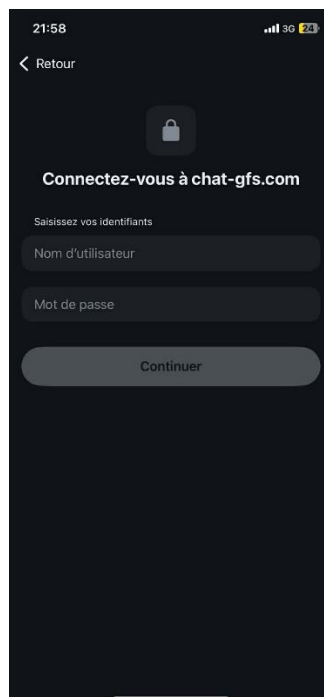 21:58
3G 24
Retour
Connectez-vous à chat-gfs.com
Saisissez vos identifiants
Nom d'utilisateur
Mot de passe
Continuer